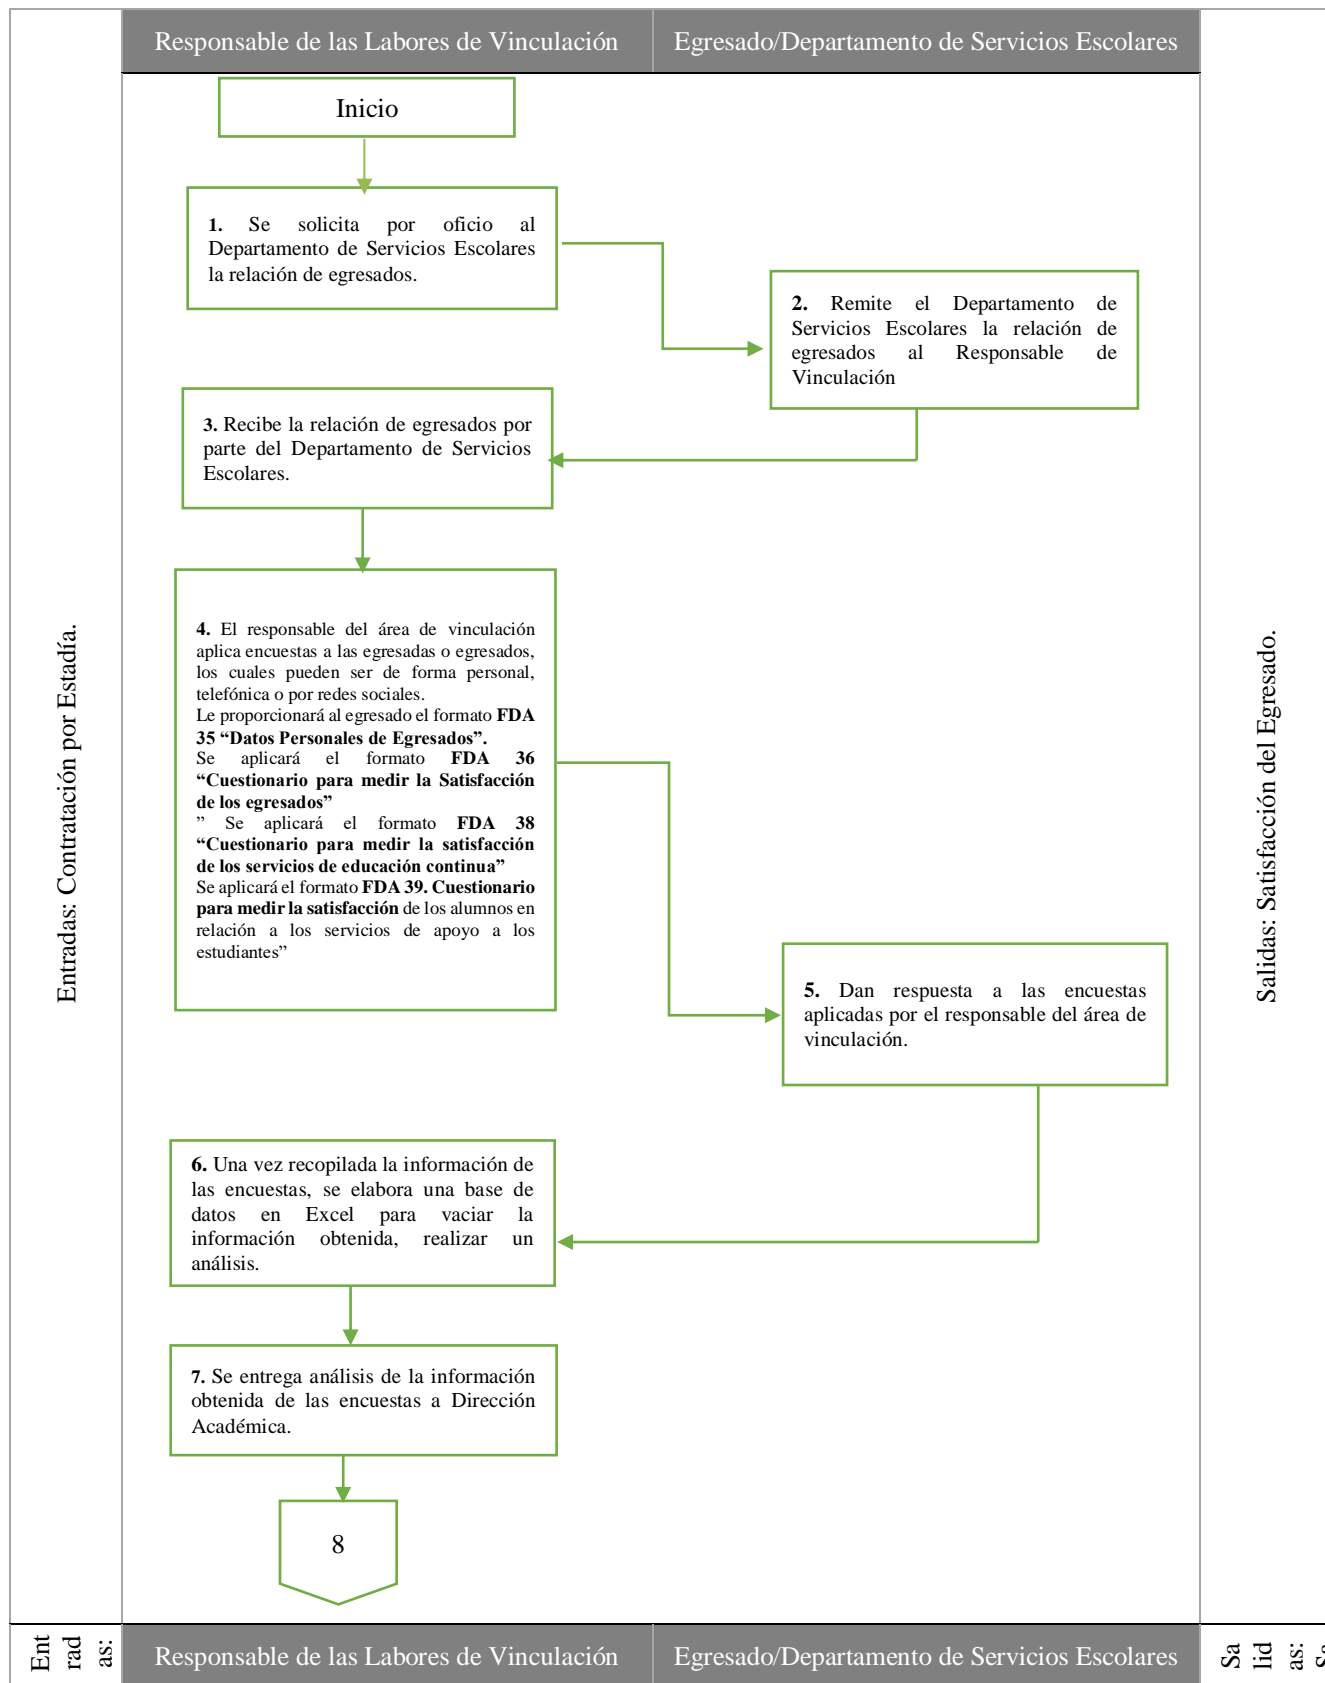 Responsable de las Labores de Vinculación
Egresado/Departamento de Servicios Escolares
Entradas: Contratación por Estadía.
Inicio
1. Se solicita por oficio al
Departamento de Servicios Escolares
la relación de egresados.
2. Remite el Departamento de
Servicios Escolares la relación de
egresados al Responsable de
Vinculación
3. Recibe la relación de egresados por
parte del Departamento de Servicios
Escolares.
4. El responsable del área de vinculación
aplica encuestas a las egresadas o egresados,
los cuales pueden ser de forma personal,
telefónica o por redes sociales.
Le proporcionará al egresado el formato FDA
35 “Datos Personales de Egresados”.
Se aplicará el formato FDA 36
“Cuestionario para medir la Satisfacción
de los egresados”
” Se aplicará el formato FDA 38
“Cuestionario para medir la satisfacción
de los servicios de educación continua”
Se aplicará el formato FDA 39. Cuestionario
para medir la satisfacción de los alumnos en
relación a los servicios de apoyo a los
estudiantes”
5. Dan respuesta a las encuestas
aplicadas por el responsable del área de
vinculación.
6. Una vez recopilada la información de
las encuestas, se elabora una base de
datos en Excel para vaciar la
información obtenida, realizar un
análisis.
7. Se entrega análisis de la información
obtenida de las encuestas a Dirección
Académica.
8
Salidas: Satisfacción del Egresado.
Ent
rad
as:
Responsable de las Labores de Vinculación
Egresado/Departamento de Servicios Escolares
Sa
lid
as: